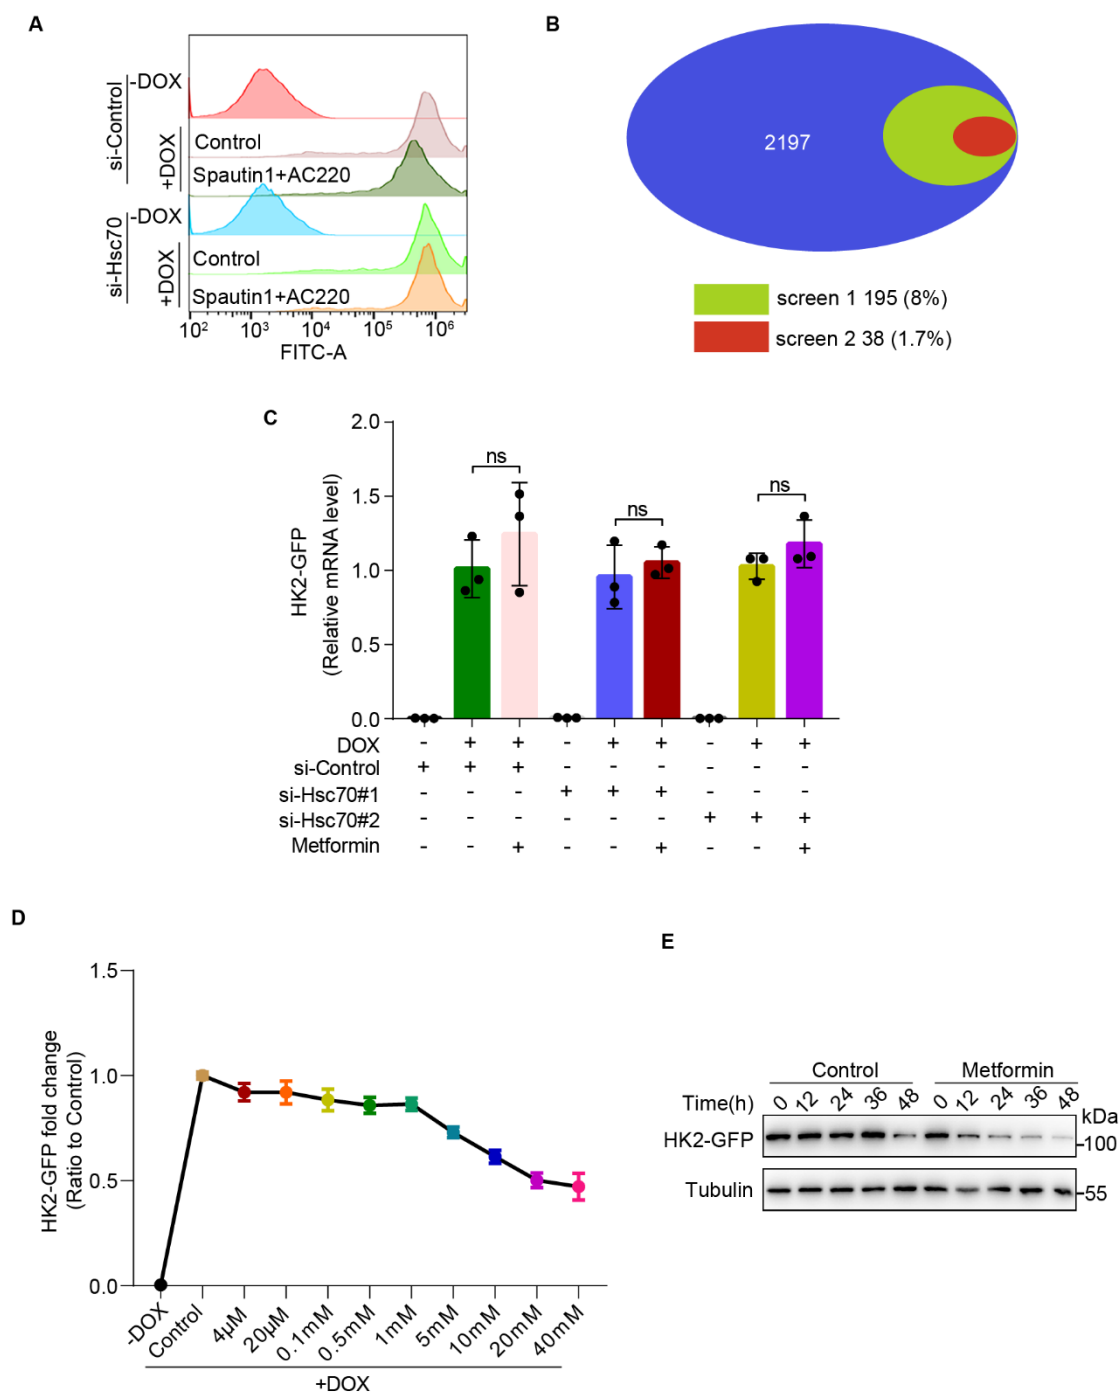 A
si-Control
si-Hsc70
-DOX
+DOX
-DOX
+DOX
Control
Spautin1+AC220
Control
Spautin1+AC220
10² 10³ 10⁴ 10⁵ 10⁶
FITC-A
B
2197
screen 1 195 (8%)
screen 2 38 (1.7%)
C
HK2-GFP
(Relative mRNA level)
2.0
1.5
1.0
0.5
0.0
ns
ns
ns
DOX - + + - + + - + +
si-Control + + + - - - - - -
si-Hsc70#1 - - - + + + - - -
si-Hsc70#2 - - - - - - + + +
Metformin - - + - - + - - +
D
HK2-GFP fold change
(Ratio to Control)
1.5
1.0
0.5
0.0
-DOX Control 4μM 20μM 0.1mM 0.5mM 1mM 5mM 10mM 20mM 40mM
+DOX
E
Control Metformin
Time(h) 0 12 24 36 48 0 12 24 36 48 kDa
HK2-GFP -100
Tubulin -55